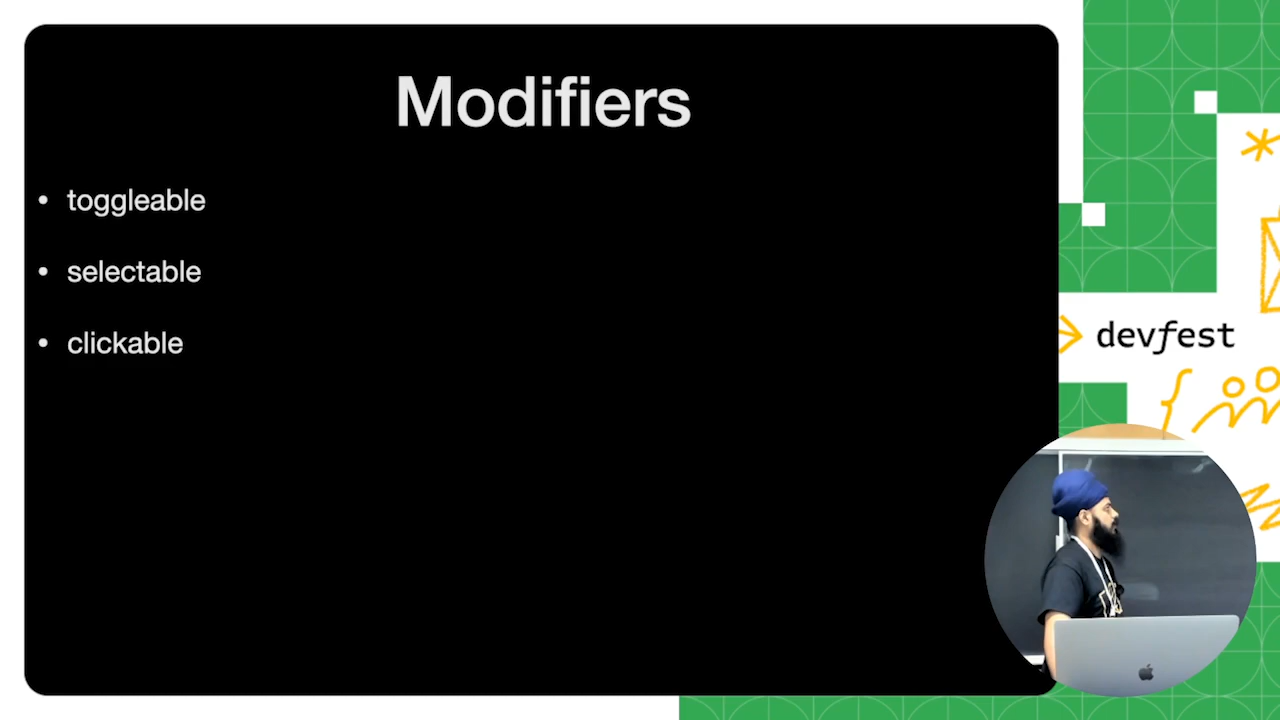 Modifiers
• toggleable
• selectable
• clickable
devfest